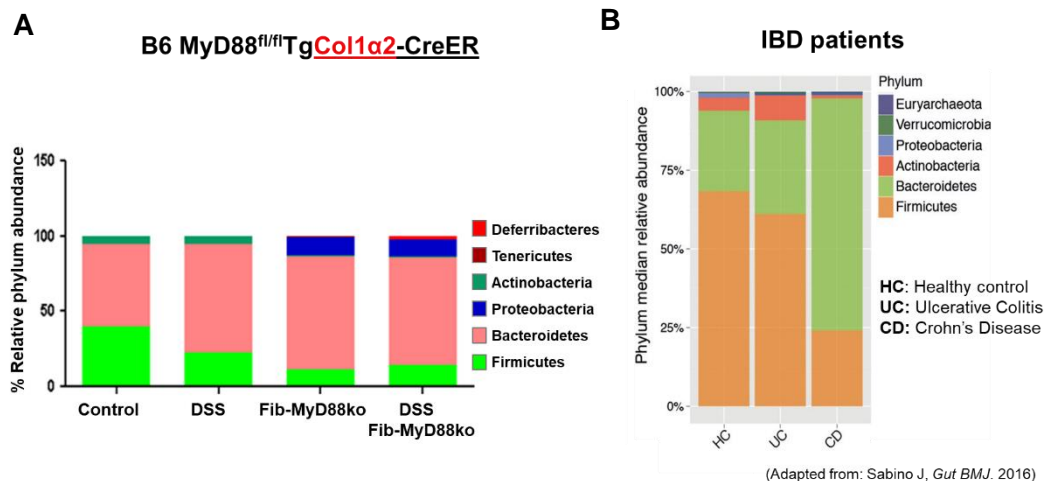 A
B6 MyD88fl/flTgCol1α2-CreER
% Relative phylum abundance
150
100
50
0
Control
DSS
Fib-MyD88ko
DSS
Fib-MyD88ko
Deferribacteres
Tenericutes
Actinobacteria
Proteobacteria
Bacteroidetes
Firmicutes
B
IBD patients
Phylum median relative abundance
100%
75%
50%
25%
0%
HC
UC
CD
Phylum
Euryarchaeota
Verrucomicrobia
Proteobacteria
Actinobacteria
Bacteroidetes
Firmicutes
HC: Healthy control
UC: Ulcerative Colitis
CD: Crohn's Disease
(Adapted from: Sabino J, Gut BMJ. 2016)